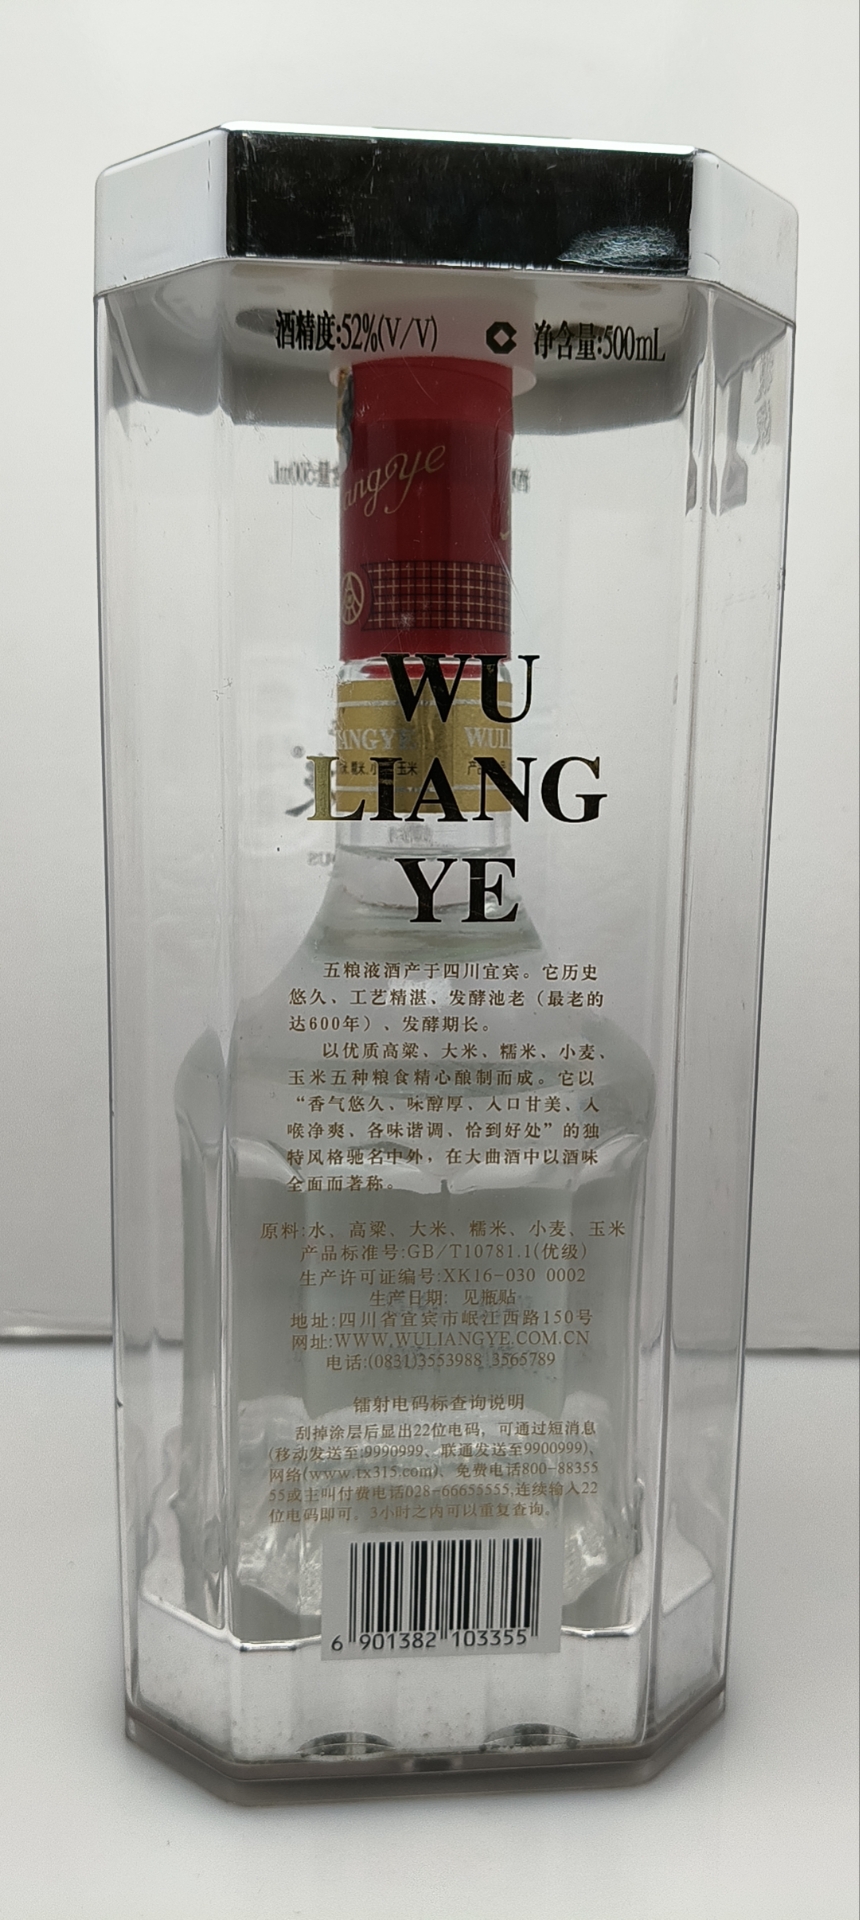 酒精度:52%(V/V) 净含量:500mL
angye
WU
LIANG
YE
IANGYE WULI
糯米、小 玉米
五粮液酒产于四川宜宾。它历史
悠久、工艺精湛、发酵池老（最老的
达600年）、发酵期长。
以优质高粱、大米、糯米、小麦、
玉米五种粮食精心酿制而成。它以
“香气悠久、味醇厚、入口甘美、入
喉净爽、各味谐调、恰到好处”的独
特风格驰名中外，在大曲酒中以酒味
全面而著称。
原料:水、高粱、大米、糯米、小麦、玉米
产品标准号:GB/T10781.1(优级)
生产许可证编号:XK16-030 0002
生产日期: 见瓶贴
地址:四川省宜宾市岷江西路150号
网址:WWW.WULIANGYE.COM.CN
电话:(0831)3553988 3565789
镭射电码标查询说明
刮掉涂层后显出22位电码，可通过短消息
(移动发送至:9990999、联通发送至9900999)、
网络(www.tx315.com)、免费电话800-88355
55或主叫付费电话028-66655555,连续输入22
位电码即可。3小时之内可以重复查询。
6 901382 103355